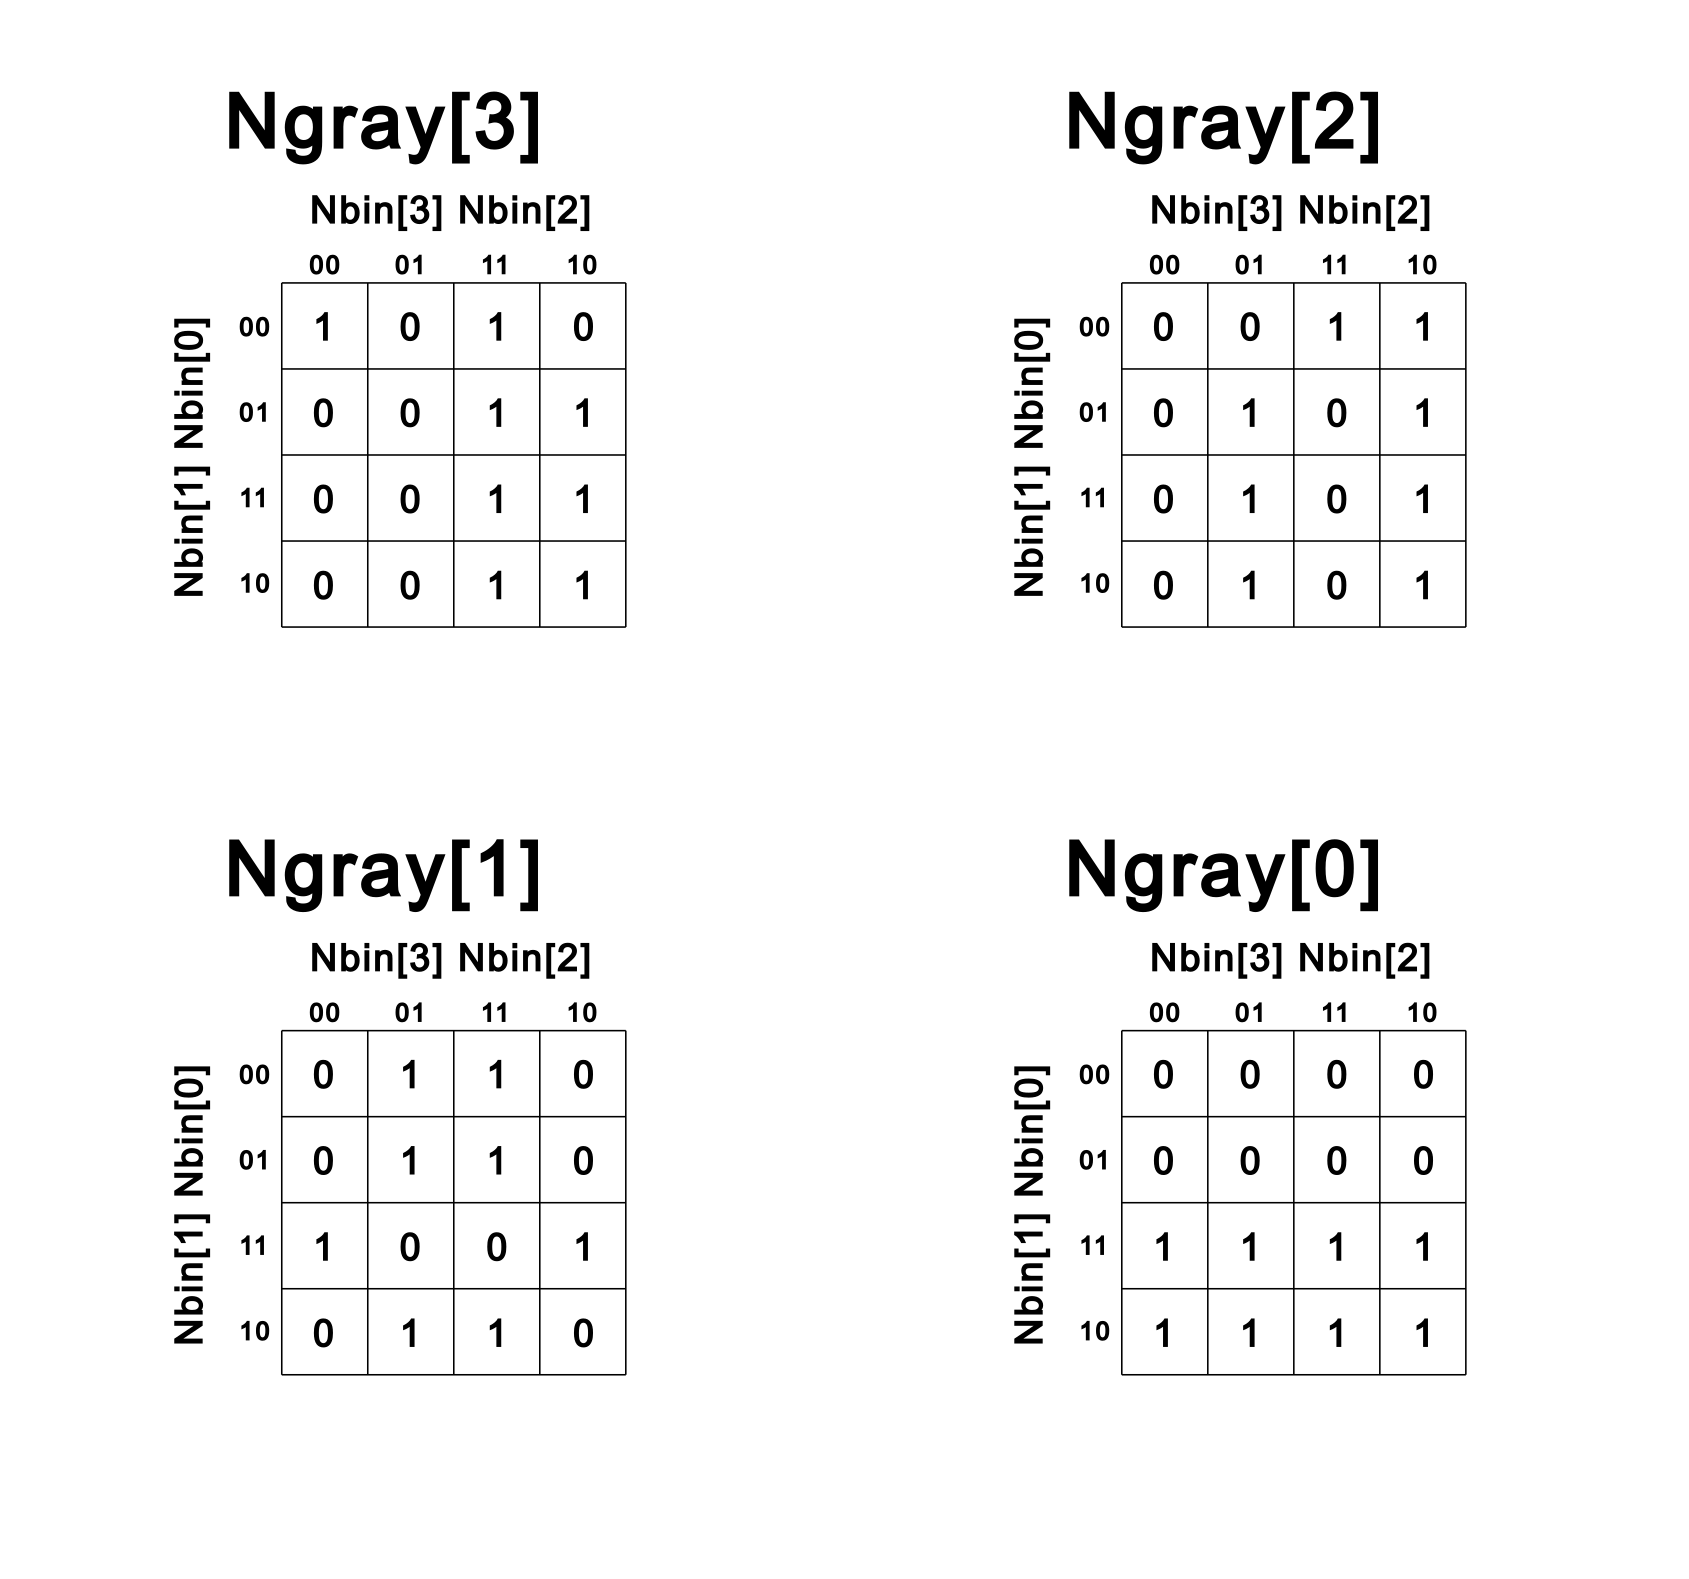 Ngray[3]
Nbin[3] Nbin[2]
00 01 11 10
Nbin[1] Nbin[0]
00 1 0 1 0
01 0 0 1 1
11 0 0 1 1
10 0 0 1 1
Ngray[2]
Nbin[3] Nbin[2]
00 01 11 10
Nbin[1] Nbin[0]
00 0 0 1 1
01 0 1 0 1
11 0 1 0 1
10 0 1 0 1
Ngray[1]
Nbin[3] Nbin[2]
00 01 11 10
Nbin[1] Nbin[0]
00 0 1 1 0
01 0 1 1 0
11 1 0 0 1
10 0 1 1 0
Ngray[0]
Nbin[3] Nbin[2]
00 01 11 10
Nbin[1] Nbin[0]
00 0 0 0 0
01 0 0 0 0
11 1 1 1 1
10 1 1 1 1